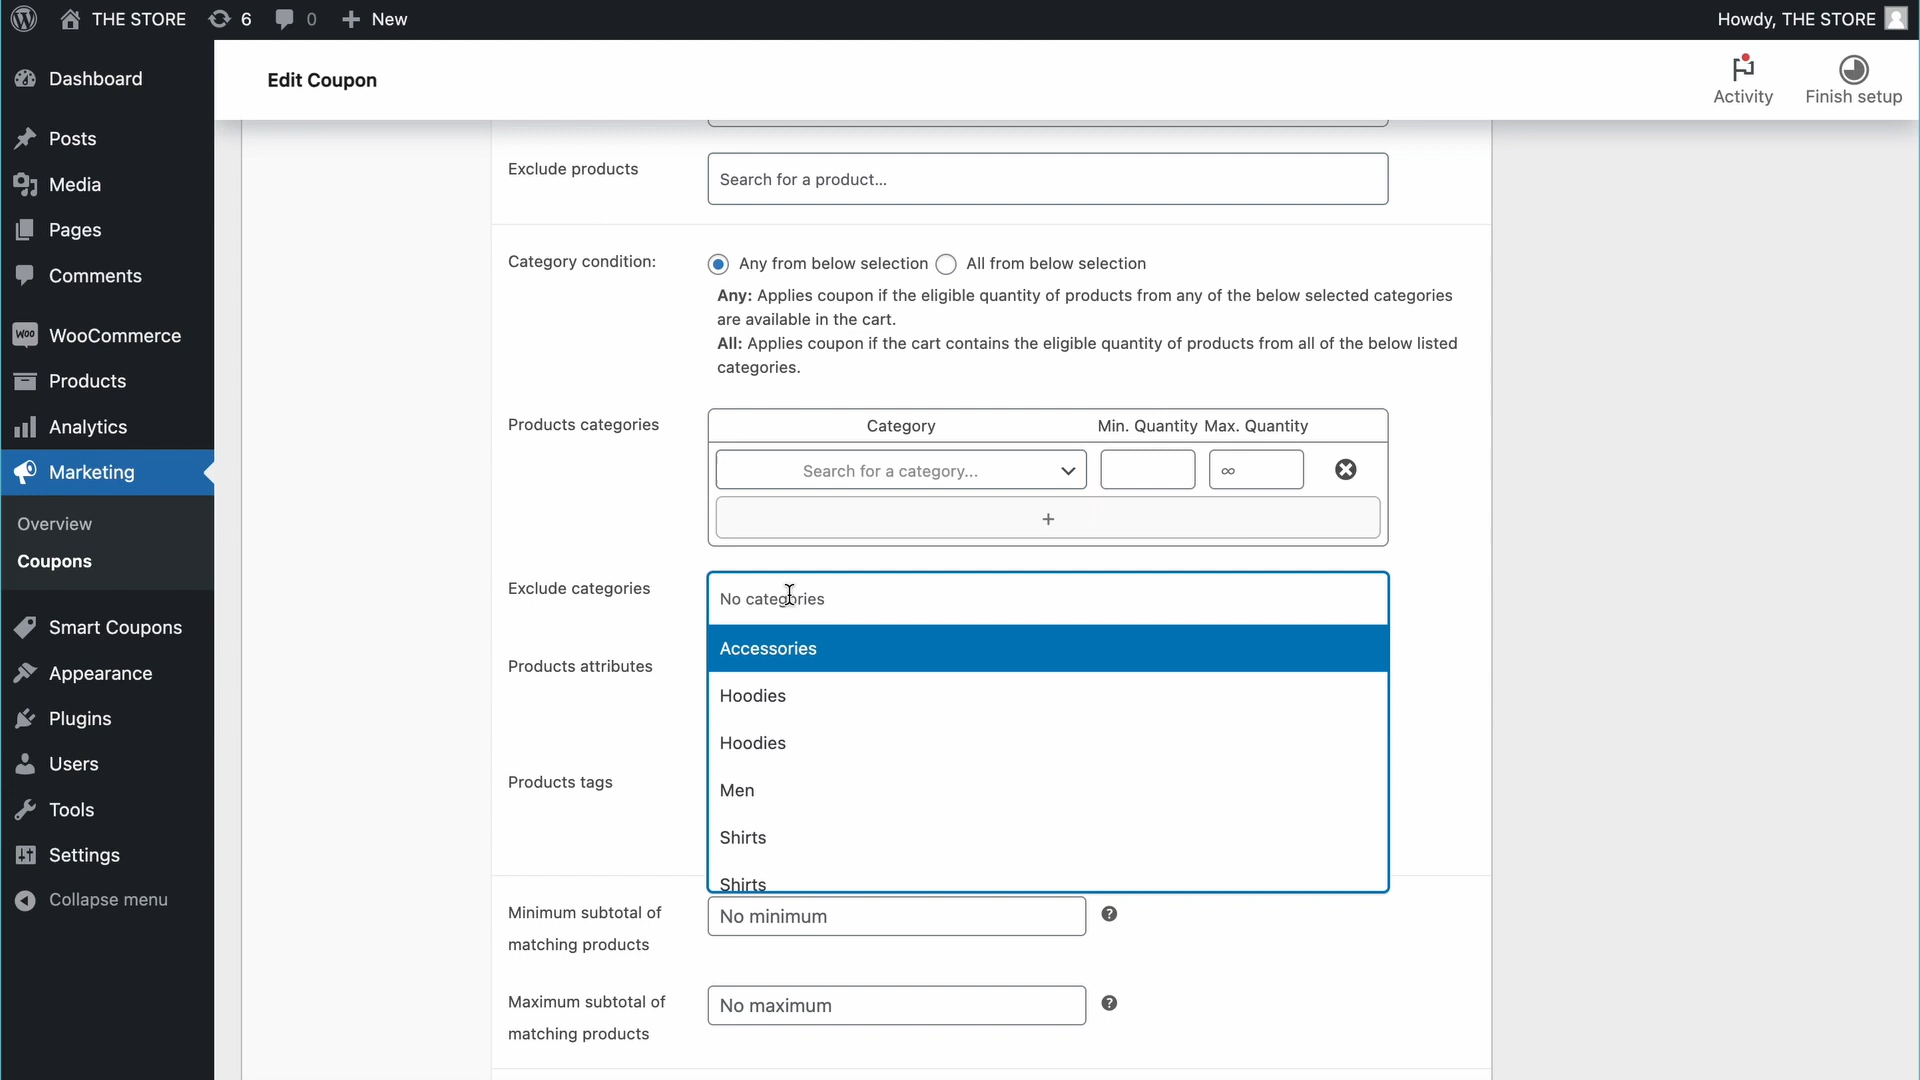 THE STORE 6 0 + New Howdy, THE STORE
Dashboard
Posts
Media
Pages
Comments
WOO WooCommerce
Products
Analytics
Marketing
Overview
Coupons
Smart Coupons
Appearance
Plugins
Users
Tools
Settings
Collapse menu
Edit Coupon
Activity
Finish setup
Exclude products
Search for a product...
Category condition:
Any from below selection All from below selection
Any: Applies coupon if the eligible quantity of products from any of the below selected categories
are available in the cart.
All: Applies coupon if the cart contains the eligible quantity of products from all of the below listed
categories.
Products categories
Category Min. Quantity Max. Quantity
Search for a category... ∞
+
Exclude categories
No categories
Accessories
Hoodies
Hoodies
Men
Shirts
Shirts
Products attributes
Products tags
Minimum subtotal of
matching products
No minimum ?
Maximum subtotal of
matching products
No maximum ?